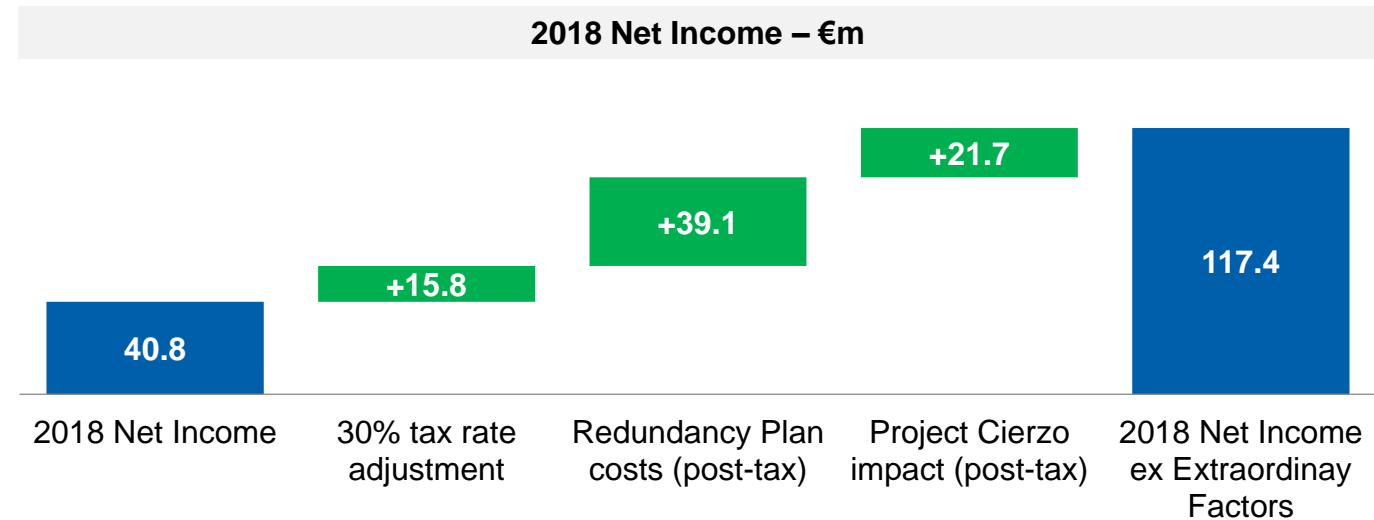 2018 Net Income – €m
+21.7
+39.1
117.4
+15.8
40.8
2018 Net Income
30% tax rate
adjustment
Redundancy Plan
costs (post-tax)
Project Cierzo
impact (post-tax)
2018 Net Income
ex Extraordinay
Factors